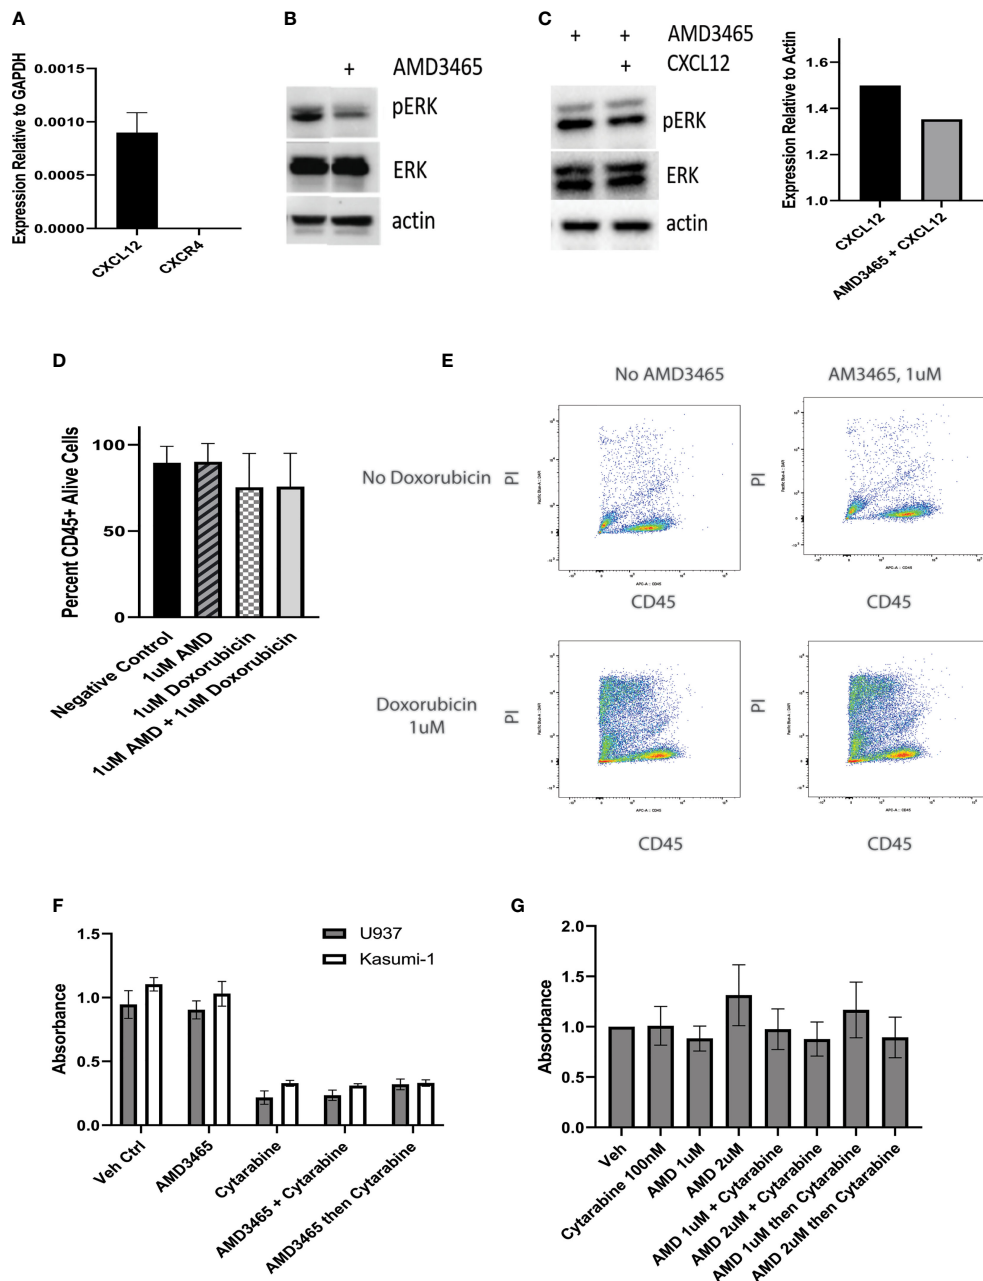 A
Expression Relative to GAPDH
0.0015
0.0010
0.0005
0.0000
CXCL12
CXCR4
B
+ AMD3465
pERK
ERK
actin
C
+ + AMD3465
+ CXCL12
pERK
ERK
actin
Expression Relative to Actin
1.6
1.4
1.2
1.0
CXCL12
AMD3465 + CXCL12
D
Percent CD45+ Alive Cells
100
50
0
Negative Control
1uM AMD
1uM Doxorubicin
1uM AMD + 1uM Doxorubicin
E
No AMD3465
AM3465, 1uM
No Doxorubicin
PI
PI
CD45
CD45
Doxorubicin
1uM
PI
PI
CD45
CD45
F
Absorbance
1.5
1.0
0.5
0.0
U937
Kasumi-1
Veh Ctrl
AMD3465
Cytarabine
AMD3465 + Cytarabine
AMD3465 then Cytarabine
G
Absorbance
2.0
1.5
1.0
0.5
0.0
Veh
Cytarabine 100nM
AMD 1uM
AMD 2uM
AMD 1uM + Cytarabine
AMD 2uM + Cytarabine
AMD 1uM then Cytarabine
AMD 2uM then Cytarabine